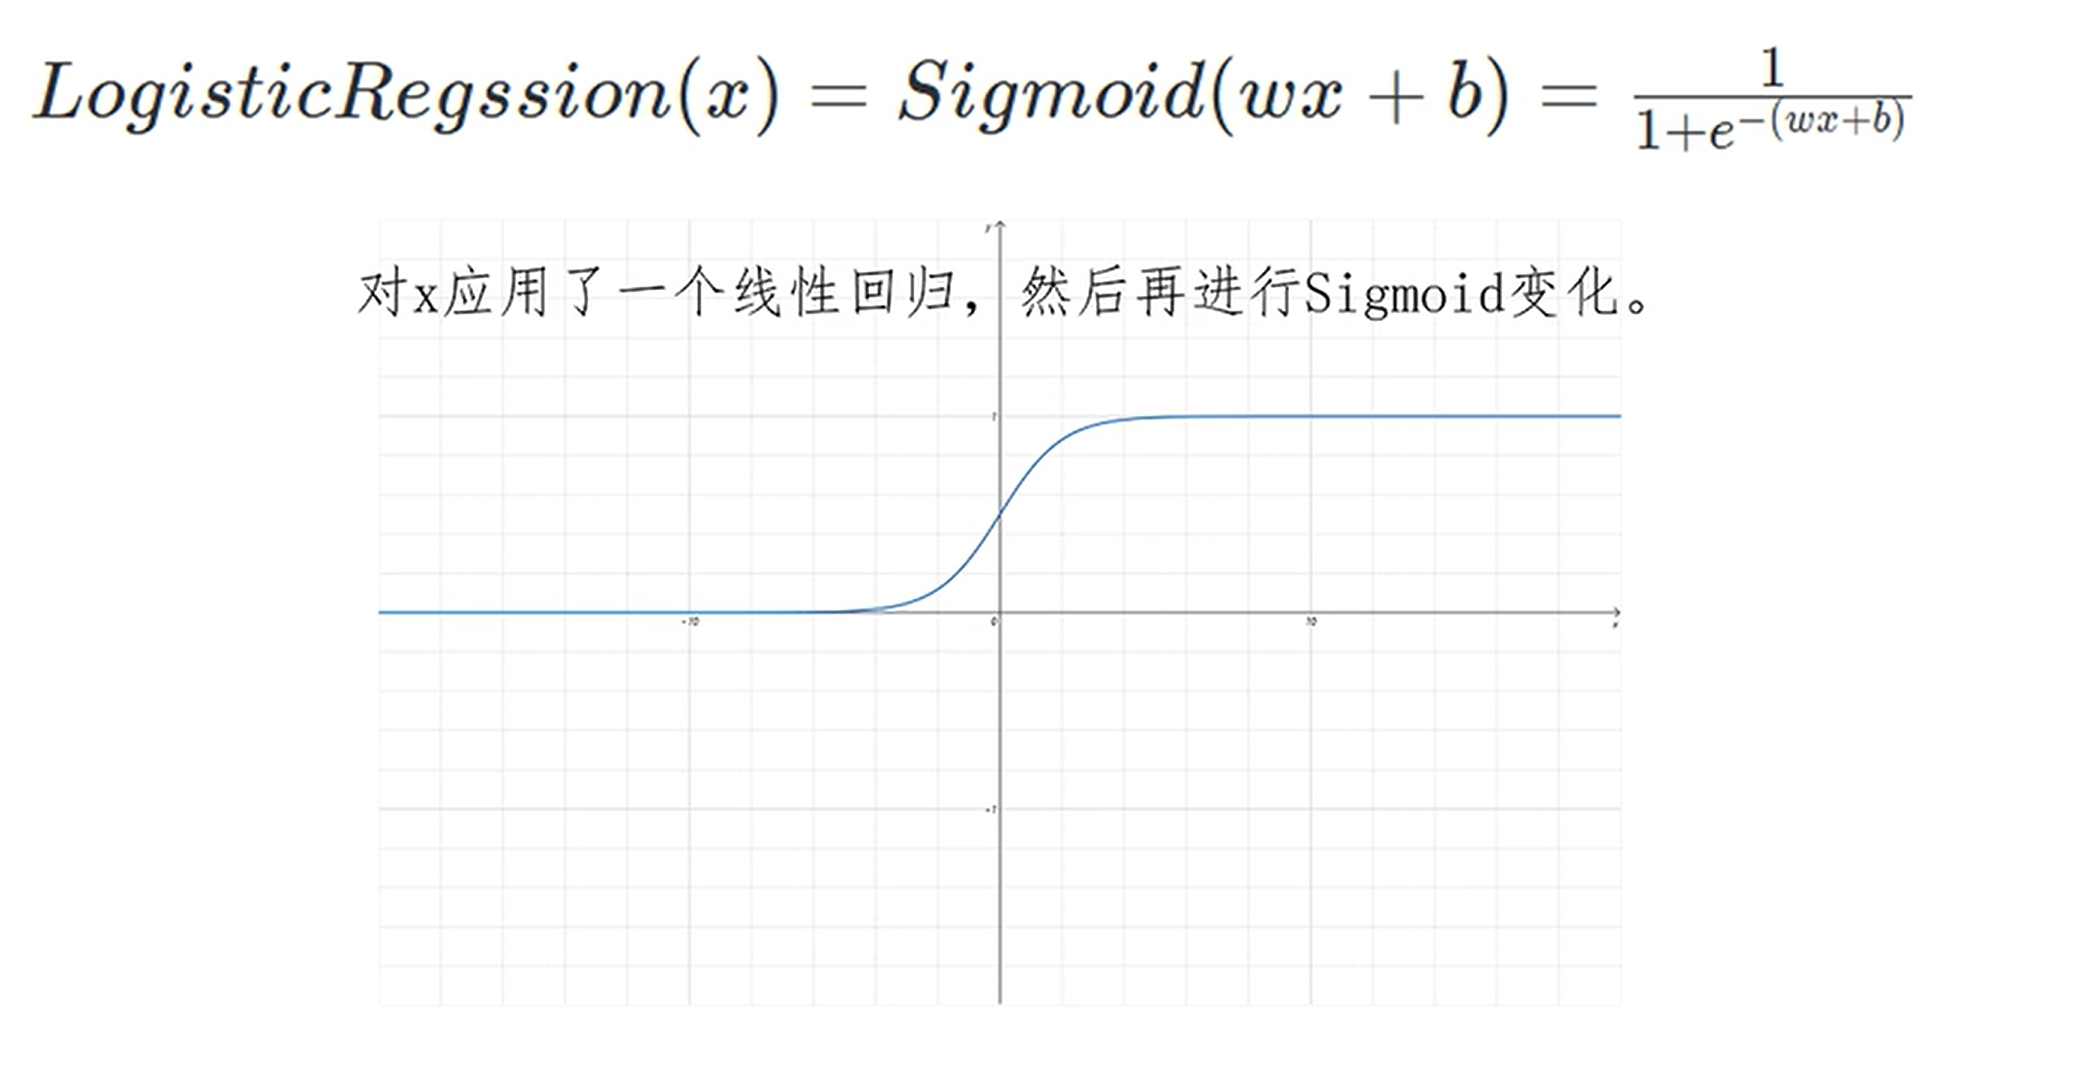 LogisticRegssion(x) = Sigmoid(wx + b) = \frac{1}{1+e^{-(wx+b)}}
y
对x应用了一个线性回归，然后再进行Sigmoid变化。
1
-10 0 10
x
-1